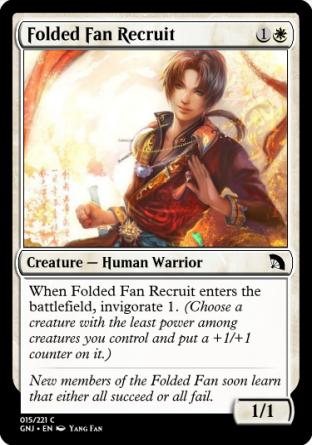 Folded Fan Recruit 1
Creature — Human Warrior
When Folded Fan Recruit enters the
battlefield, invigorate 1. (Choose a
creature with the least power among
creatures you control and put a +1/+1
counter on it.)
New members of the Folded Fan soon learn
that either all succeed or all fail.
1/1
015/221 C
GNJ • EN Yang Fan